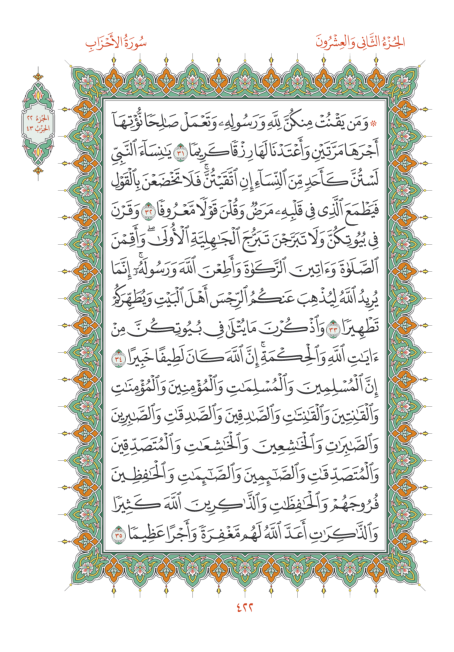 الجُزْءُ الثَّانِى وَالعِشْرُونَ
سُورَةُ الأَحْزَابِ
الجزء ٢٢
الحزب ٤٣
۞ وَمَن يَقْنُتْ مِنكُنَّ لِلَّهِ وَرَسُولِهِۦ وَتَعْمَلْ صَٰلِحًا نُّؤْتِهَآ
أَجْرَهَا مَرَّتَيْنِ وَأَعْتَدْنَا لَهَا رِزْقًا كَرِيمًا ٣١ يَٰنِسَآءَ ٱلنَّبِىِّ
لَسْتُنَّ كَأَحَدٍ مِّنَ ٱلنِّسَآءِ إِنِ ٱتَّقَيْتُنَّۚ فَلَا تَخْضَعْنَ بِٱلْقَوْلِ
فَيَطْمَعَ ٱلَّذِى فِى قَلْبِهِۦ مَرَضٌ وَقُلْنَ قَوْلًا مَّعْرُوفًا ٣٢ وَقَرْنَ
فِى بُيُوتِكُنَّ وَلَا تَبَرَّجْنَ تَبَرُّجَ ٱلْجَٰهِلِيَّةِ ٱلْأُولَىٰۖ وَأَقِمْنَ
ٱلصَّلَوٰةَ وَءَاتِينَ ٱلزَّكَوٰةَ وَأَطِعْنَ ٱللَّهَ وَرَسُولَهُۥٓۚ إِنَّمَا
يُرِيدُ ٱللَّهُ لِيُذْهِبَ عَنكُمُ ٱلرِّجْسَ أَهْلَ ٱلْبَيْتِ وَيُطَهِّرَكُمْ
تَطْهِيرًا ٣٣ وَٱذْكُرْنَ مَا يُتْلَىٰ فِى بُيُوتِكُنَّ مِنْ
ءَايَٰتِ ٱللَّهِ وَٱلْحِكْمَةِۚ إِنَّ ٱللَّهَ كَانَ لَطِيفًا خَبِيرًا ٣٤
إِنَّ ٱلْمُسْلِمِينَ وَٱلْمُسْلِمَٰتِ وَٱلْمُؤْمِنِينَ وَٱلْمُؤْمِنَٰتِ
وَٱلْقَٰنِتِينَ وَٱلْقَٰنِتَٰتِ وَٱلصَّٰدِقِينَ وَٱلصَّٰدِقَٰتِ وَٱلصَّٰبِرِينَ
وَٱلصَّٰبِرَٰتِ وَٱلْخَٰشِعِينَ وَٱلْخَٰشِعَٰتِ وَٱلْمُتَصَدِّقِينَ
وَٱلْمُتَصَدِّقَٰتِ وَٱلصَّٰٓئِمِينَ وَٱلصَّٰٓئِمَٰتِ وَٱلْحَٰفِظِينَ
فُرُوجَهُمْ وَٱلْحَٰفِظَٰتِ وَٱلذَّٰكِرِينَ ٱللَّهَ كَثِيرًا
وَٱلذَّٰكِرَٰتِ أَعَدَّ ٱللَّهُ لَهُم مَّغْفِرَةً وَأَجْرًا عَظِيمًا ٣٥
٤٢٢